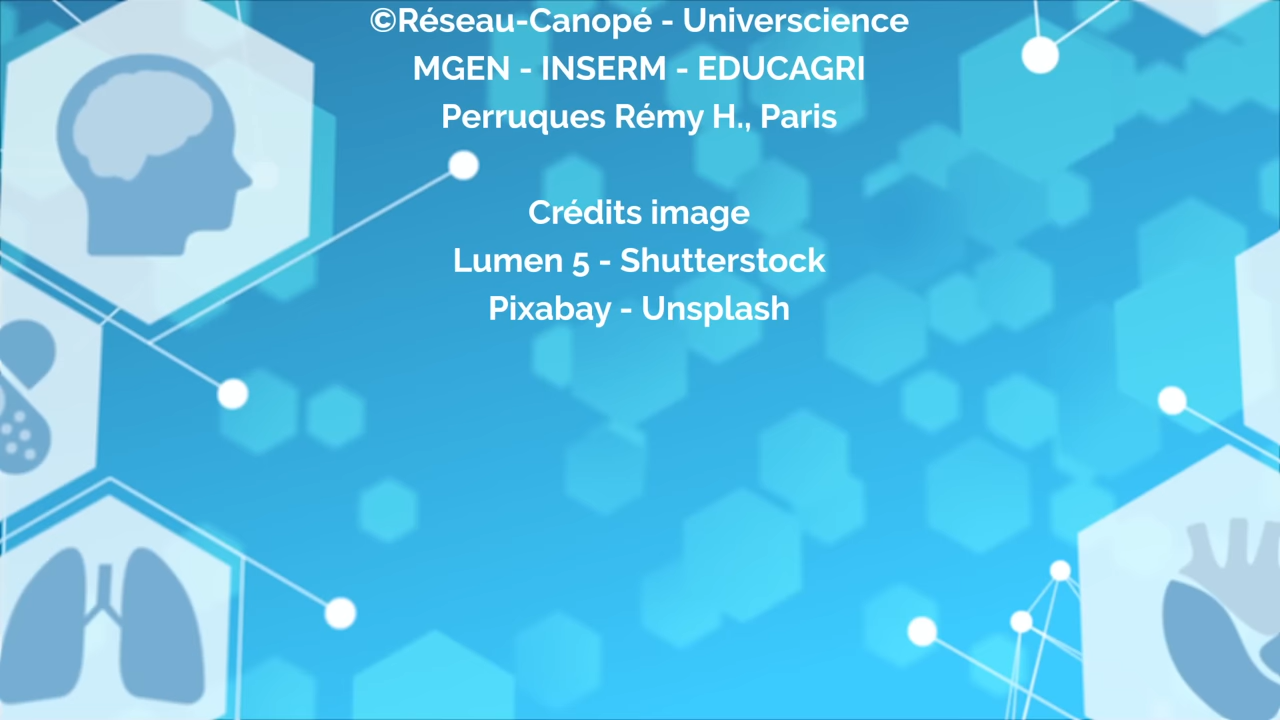 ©Réseau-Canopé - Universcience
MGEN - INSERM - EDUCAGRI
Perruques Rémy H., Paris
Crédits image
Lumen 5 - Shutterstock
Pixabay - Unsplash